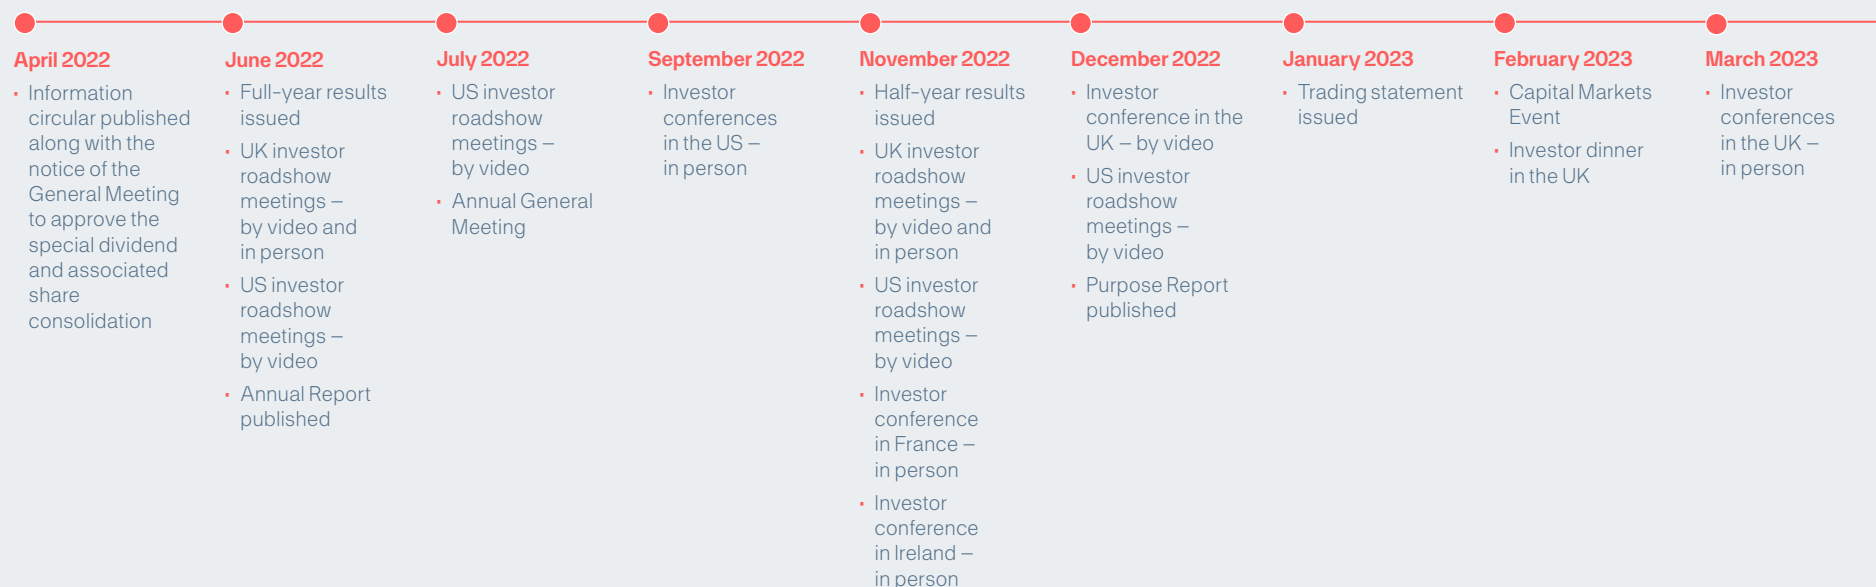 April 2022
• Information
circular published
along with the
notice of the
General Meeting
to approve the
special dividend
and associated
share
consolidation
June 2022
• Full-year results
issued
• UK investor
roadshow
meetings –
by video and
in person
• US investor
roadshow
meetings –
by video
• Annual Report
published
July 2022
• US investor
roadshow
meetings –
by video
• Annual General
Meeting
September 2022
• Investor
conferences
in the US –
in person
November 2022
• Half-year results
issued
• UK investor
roadshow
meetings –
by video and
in person
• US investor
roadshow
meetings –
by video
• Investor
conference
in France –
in person
• Investor
conference
in Ireland –
in person
December 2022
• Investor
conference in the
UK – by video
• US investor
roadshow
meetings –
by video
• Purpose Report
published
January 2023
• Trading statement
issued
February 2023
• Capital Markets
Event
• Investor dinner
in the UK
March 2023
• Investor
conferences
in the UK –
in person